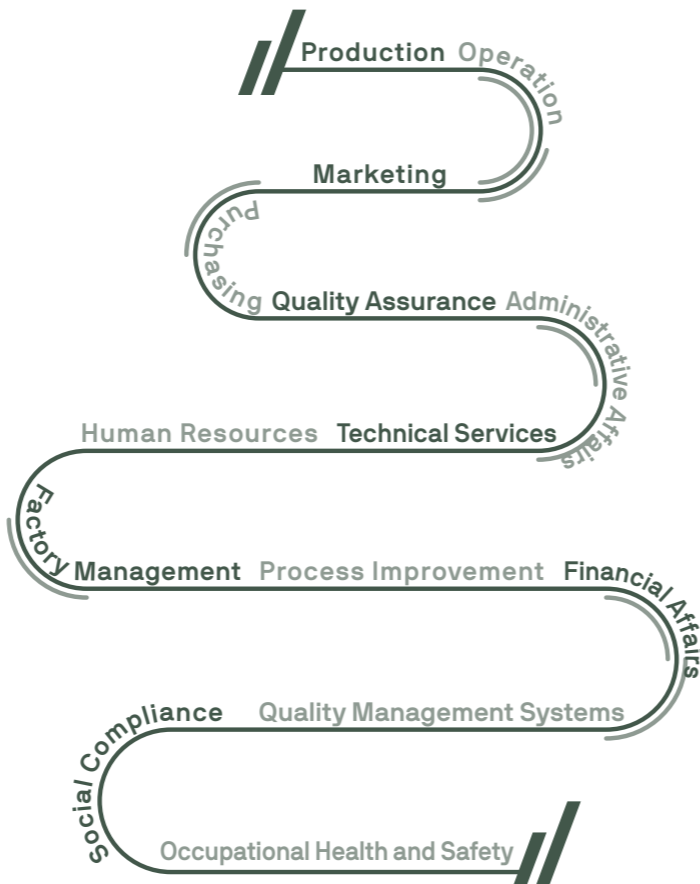 Production Operation
Marketing
Purchasing
Quality Assurance Administrative Affairs
Human Resources Technical Services
Factory Management Process Improvement Financial Affairs
Social Compliance Quality Management Systems
Occupational Health and Safety